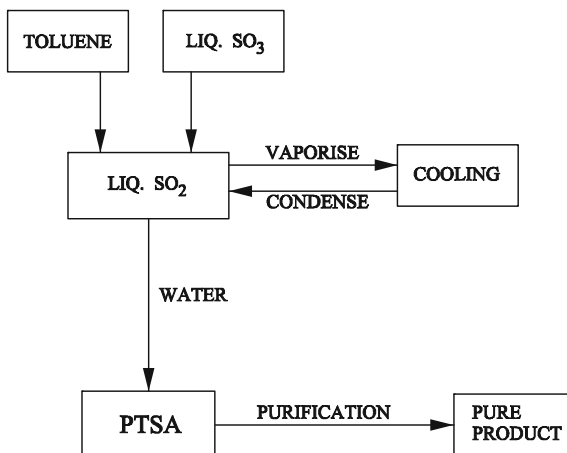 TOLUENE
LIQ. SO₃
VAPORISE
LIQ. SO₂
COOLING
CONDENSE
WATER
PTSA
PURIFICATION
PURE
PRODUCT